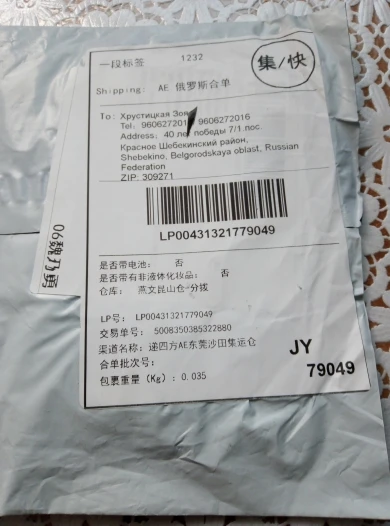 一段标签 1232
集/快
Shipping: AE 俄罗斯合单
To: Хрустицкая Зоя
Tel: 9606272016 9606272016
Address: 40 лет победы 7/1,пос.
Красное Шебекинский район,
Shebekino, Belgorodskaya oblast, Russian
Federation
ZIP: 309271
LP00431321779049
是否带电池: 否
是否带有非液体化妆品: 否
仓库: 燕文昆山仓-分拨
LP号: LP00431321779049
交易单号: 5008350385322880
渠道名称: 递四方AE东莞沙田集运仓
合单批次号:
包裹重量 (Kg): 0.035
JY
79049
06魏乃勇